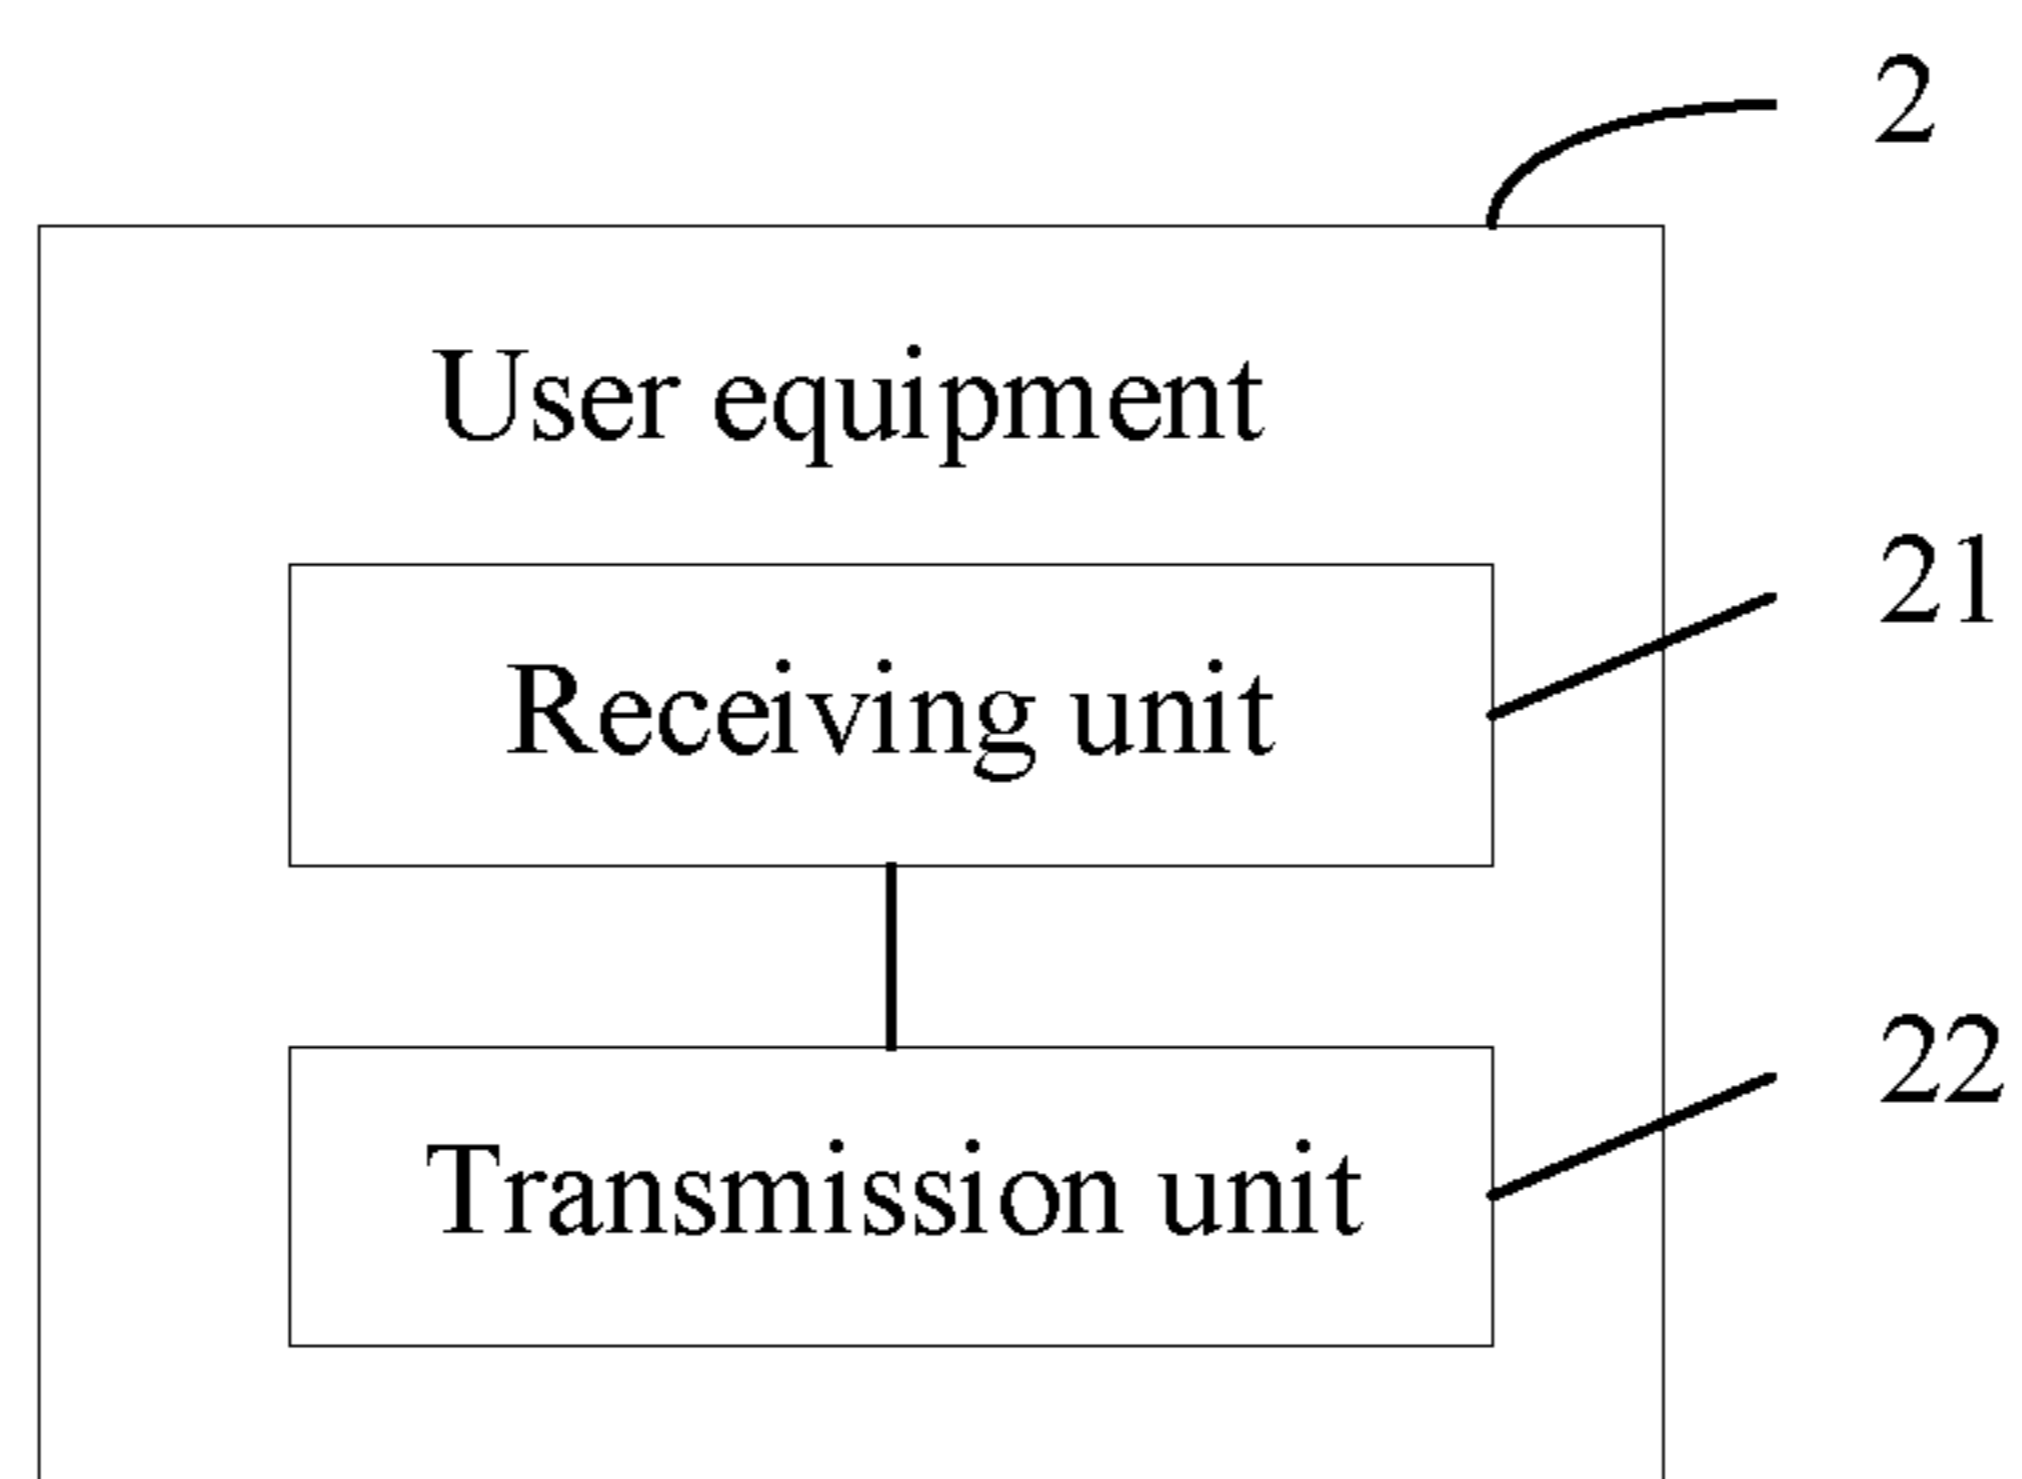 2
User equipment
21
Receiving unit
22
Transmission unit